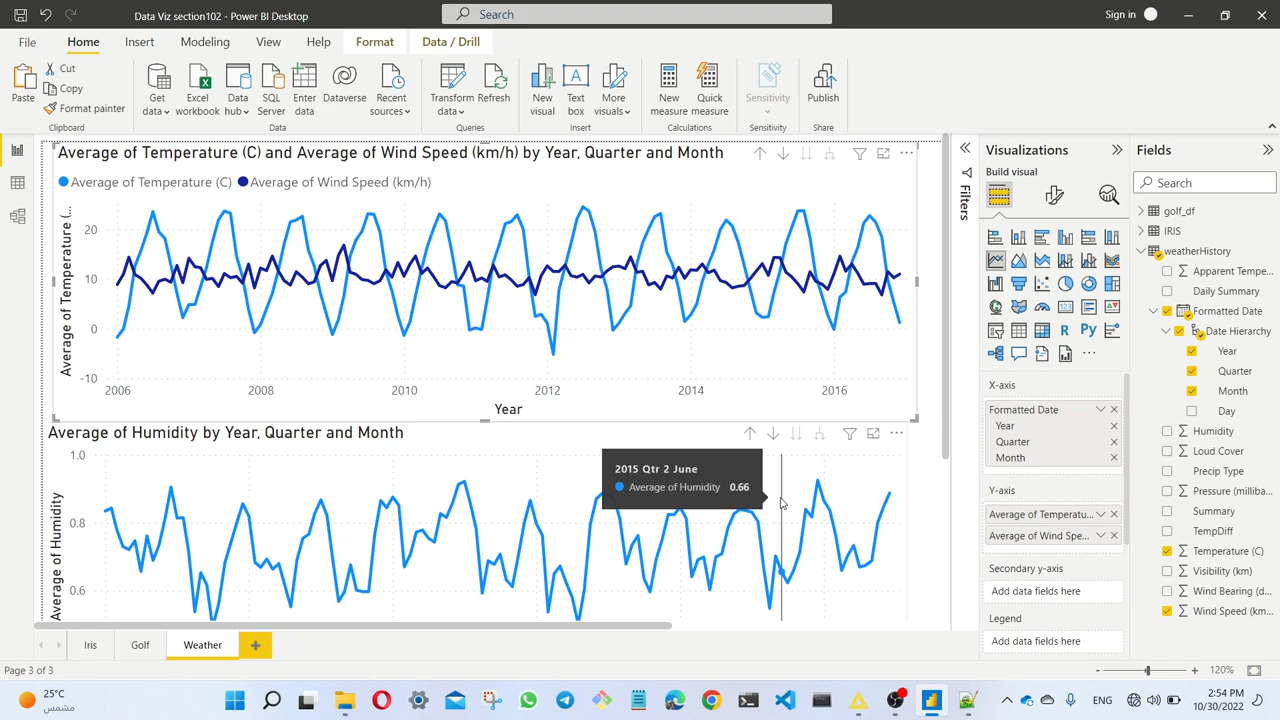 Data Viz section102 - Power BI Desktop
Search
Sign in
File Home Insert Modeling View Help Format Data / Drill
Paste
Cut
Copy
Format painter
Clipboard
Get data
Excel workbook
Data hub
SQL Server
Enter data
Dataverse
Recent sources
Data
Transform data
Refresh
Queries
New visual
Text box
More visuals
Insert
New measure
Quick measure
Calculations
Sensitivity
Sensitivity
Publish
Share
Average of Temperature (C) and Average of Wind Speed (km/h) by Year, Quarter and Month
Average of Temperature (C) Average of Wind Speed (km/h)
Average of Temperature (...
20
10
0
-10
2006 2008 2010 2012 2014 2016
Year
Average of Humidity by Year, Quarter and Month
Average of Humidity
1.0
0.8
0.6
2015 Qtr 2 June
Average of Humidity 0.66
Filters
Visualizations
Build visual
R Py
123
X-axis
Formatted Date
Year
Quarter
Month
Y-axis
Average of Temperatu...
Average of Wind Spe...
Secondary y-axis
Add data fields here
Legend
Add data fields here
Fields
Search
golf_df
IRIS
weatherHistory
Apparent Tempe...
Daily Summary
Formatted Date
Date Hierarchy
Year
Quarter
Month
Day
Humidity
Loud Cover
Precip Type
Pressure (milliba...
Summary
TempDiff
Temperature (C)
Visibility (km)
Wind Bearing (d...
Wind Speed (km...
Iris Golf Weather
Page 3 of 3
120%
25°C
مشمس
ENG
2:54 PM
10/30/2022